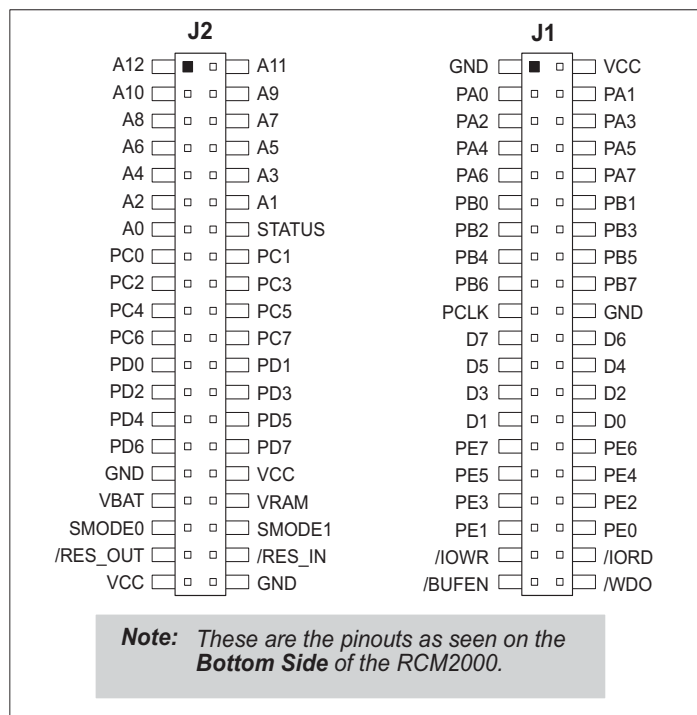 J2 J1
A12 A11 GND VCC
A10 A9 PA0 PA1
A8 A7 PA2 PA3
A6 A5 PA4 PA5
A4 A3 PA6 PA7
A2 A1 PB0 PB1
A0 STATUS PB2 PB3
PC0 PC1 PB4 PB5
PC2 PC3 PB6 PB7
PC4 PC5 PCLK GND
PC6 PC7 D7 D6
PD0 PD1 D5 D4
PD2 PD3 D3 D2
PD4 PD5 D1 D0
PD6 PD7 PE7 PE6
GND VCC PE5 PE4
VBAT VRAM PE3 PE2
SMODE0 SMODE1 PE1 PE0
/RES_OUT /RES_IN /IOWR /IORD
VCC GND /BUFEN /WDO
Note: These are the pinouts as seen on the
Bottom Side of the RCM2000.